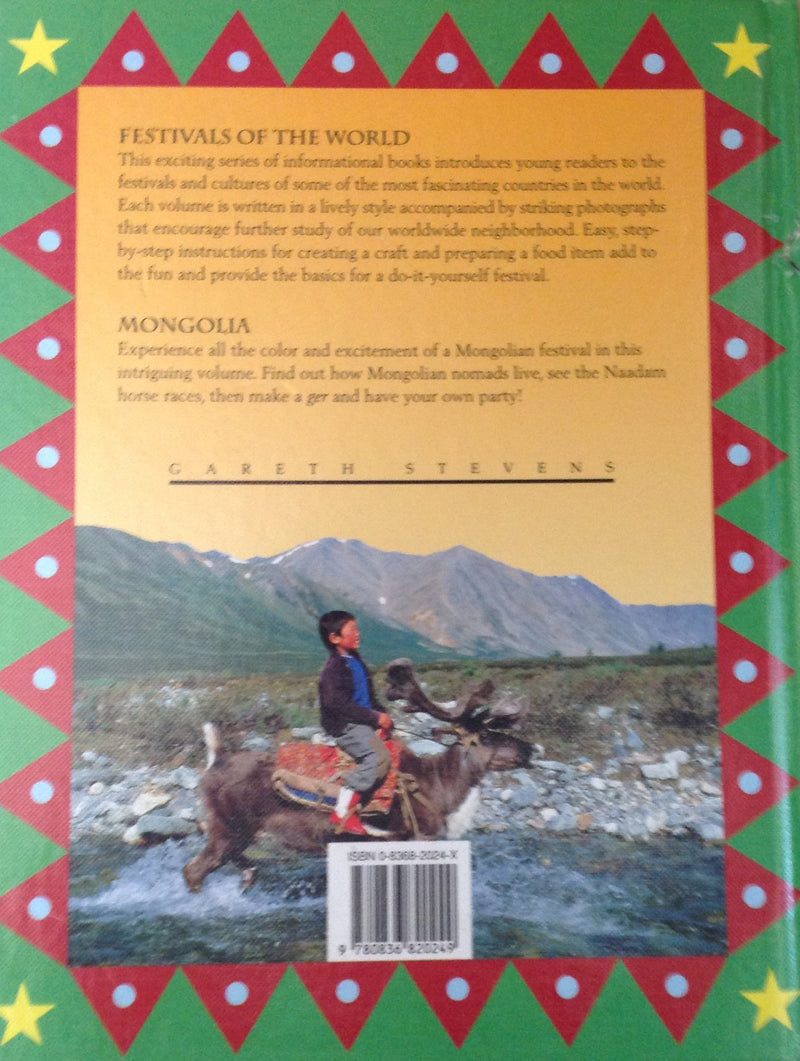 FESTIVALS OF THE WORLD
This exciting series of informational books introduces young readers to the
festivals and cultures of some of the most fascinating countries in the world.
Each volume is written in a lively style accompanied by striking photographs
that encourage further study of our worldwide neighborhood. Easy, step-
by-step instructions for creating a craft and preparing a food item add to
the fun and provide the basics for a do-it-yourself festival.
MONGOLIA
Experience all the color and excitement of a Mongolian festival in this
intriguing volume. Find out how Mongolian nomads live, see the Naadam
horse races, then make a ger and have your own party!
GARETH STEVENS
ISBN 0-8368-2024-X
9 780836 820249